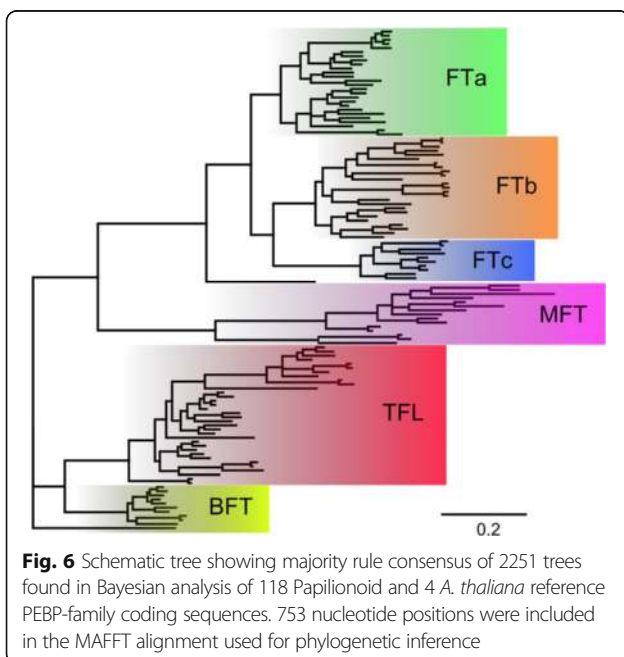 FTa
FTb
FTc
MFT
TFL
BFT
0.2
Fig. 6 Schematic tree showing majority rule consensus of 2251 trees
found in Bayesian analysis of 118 Papilionoid and 4 A. thaliana reference
PEBP-family coding sequences. 753 nucleotide positions were included
in the MAFFT alignment used for phylogenetic inference